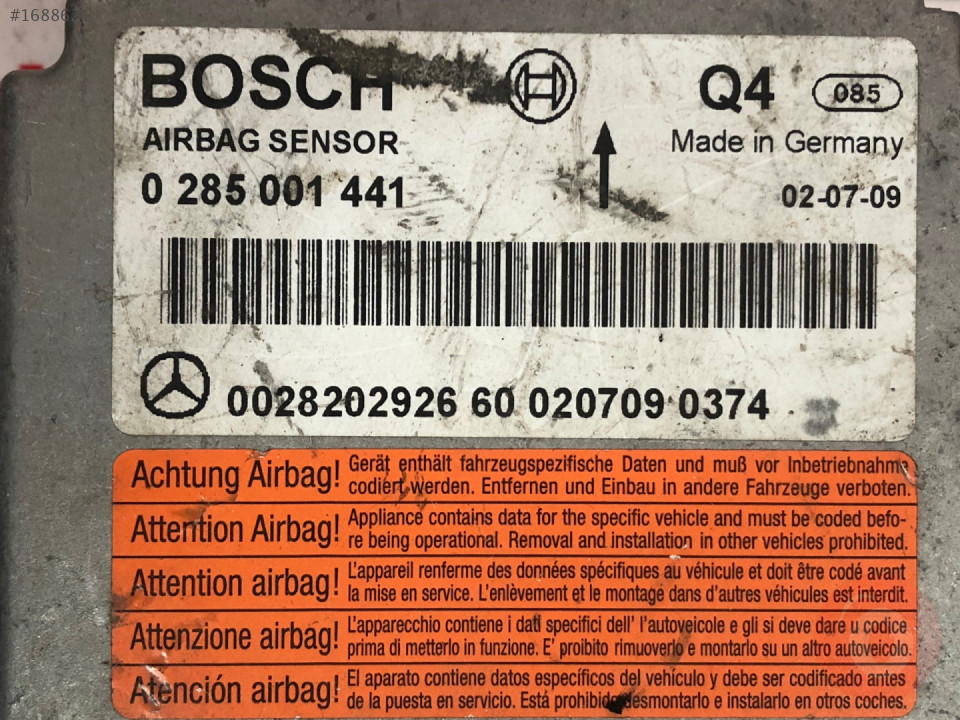 #1688
BOSCH
Q4 085
AIRBAG SENSOR
Made in Germany
0 285 001 441
02-07-09
0028202926 60 020709 0374
Achtung Airbag! Gerät enthält fahrzeugspezifische Daten und muß vor Inbetriebnahme
codiert werden. Entfernen und Einbau in andere Fahrzeuge verboten.
Attention Airbag! Appliance contains data for the specific vehicle and must be coded befo-
re being operational. Removal and installation in other vehicles prohibited.
Attention airbag! L'appareil renferme des données spécifiques au véhicule et doit être codé avant
la mise en service. L'enlèvement et le montage dans d'autres véhicules est interdit.
Attenzione airbag! L'apparecchio contiene i dati specifici dell' l'autoveicole e gli si deve dare u codice
prima di metterlo in funzione. E' proibito rimuoverlo e montarlo su un altro autoveicolo.
Atención airbag! El aparato contiene datos específicos del vehículo y debe ser codificado antes
de la puesta en servicio. Está prohibido desmontarlo e instalarlo en otros coches.